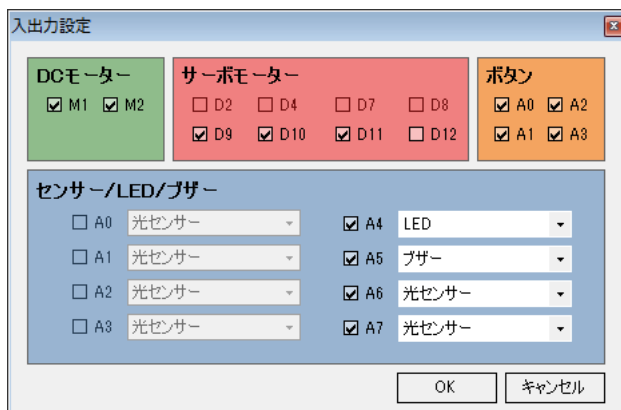 入出力設定
DCモーター
M1 M2
サーボモーター
D2 D4 D7 D8
D9 D10 D11 D12
ボタン
A0 A2
A1 A3
センサー/LED/ブザー
A0 光センサー
A1 光センサー
A2 光センサー
A3 光センサー
A4 LED
A5 ブザー
A6 光センサー
A7 光センサー
OK キャンセル